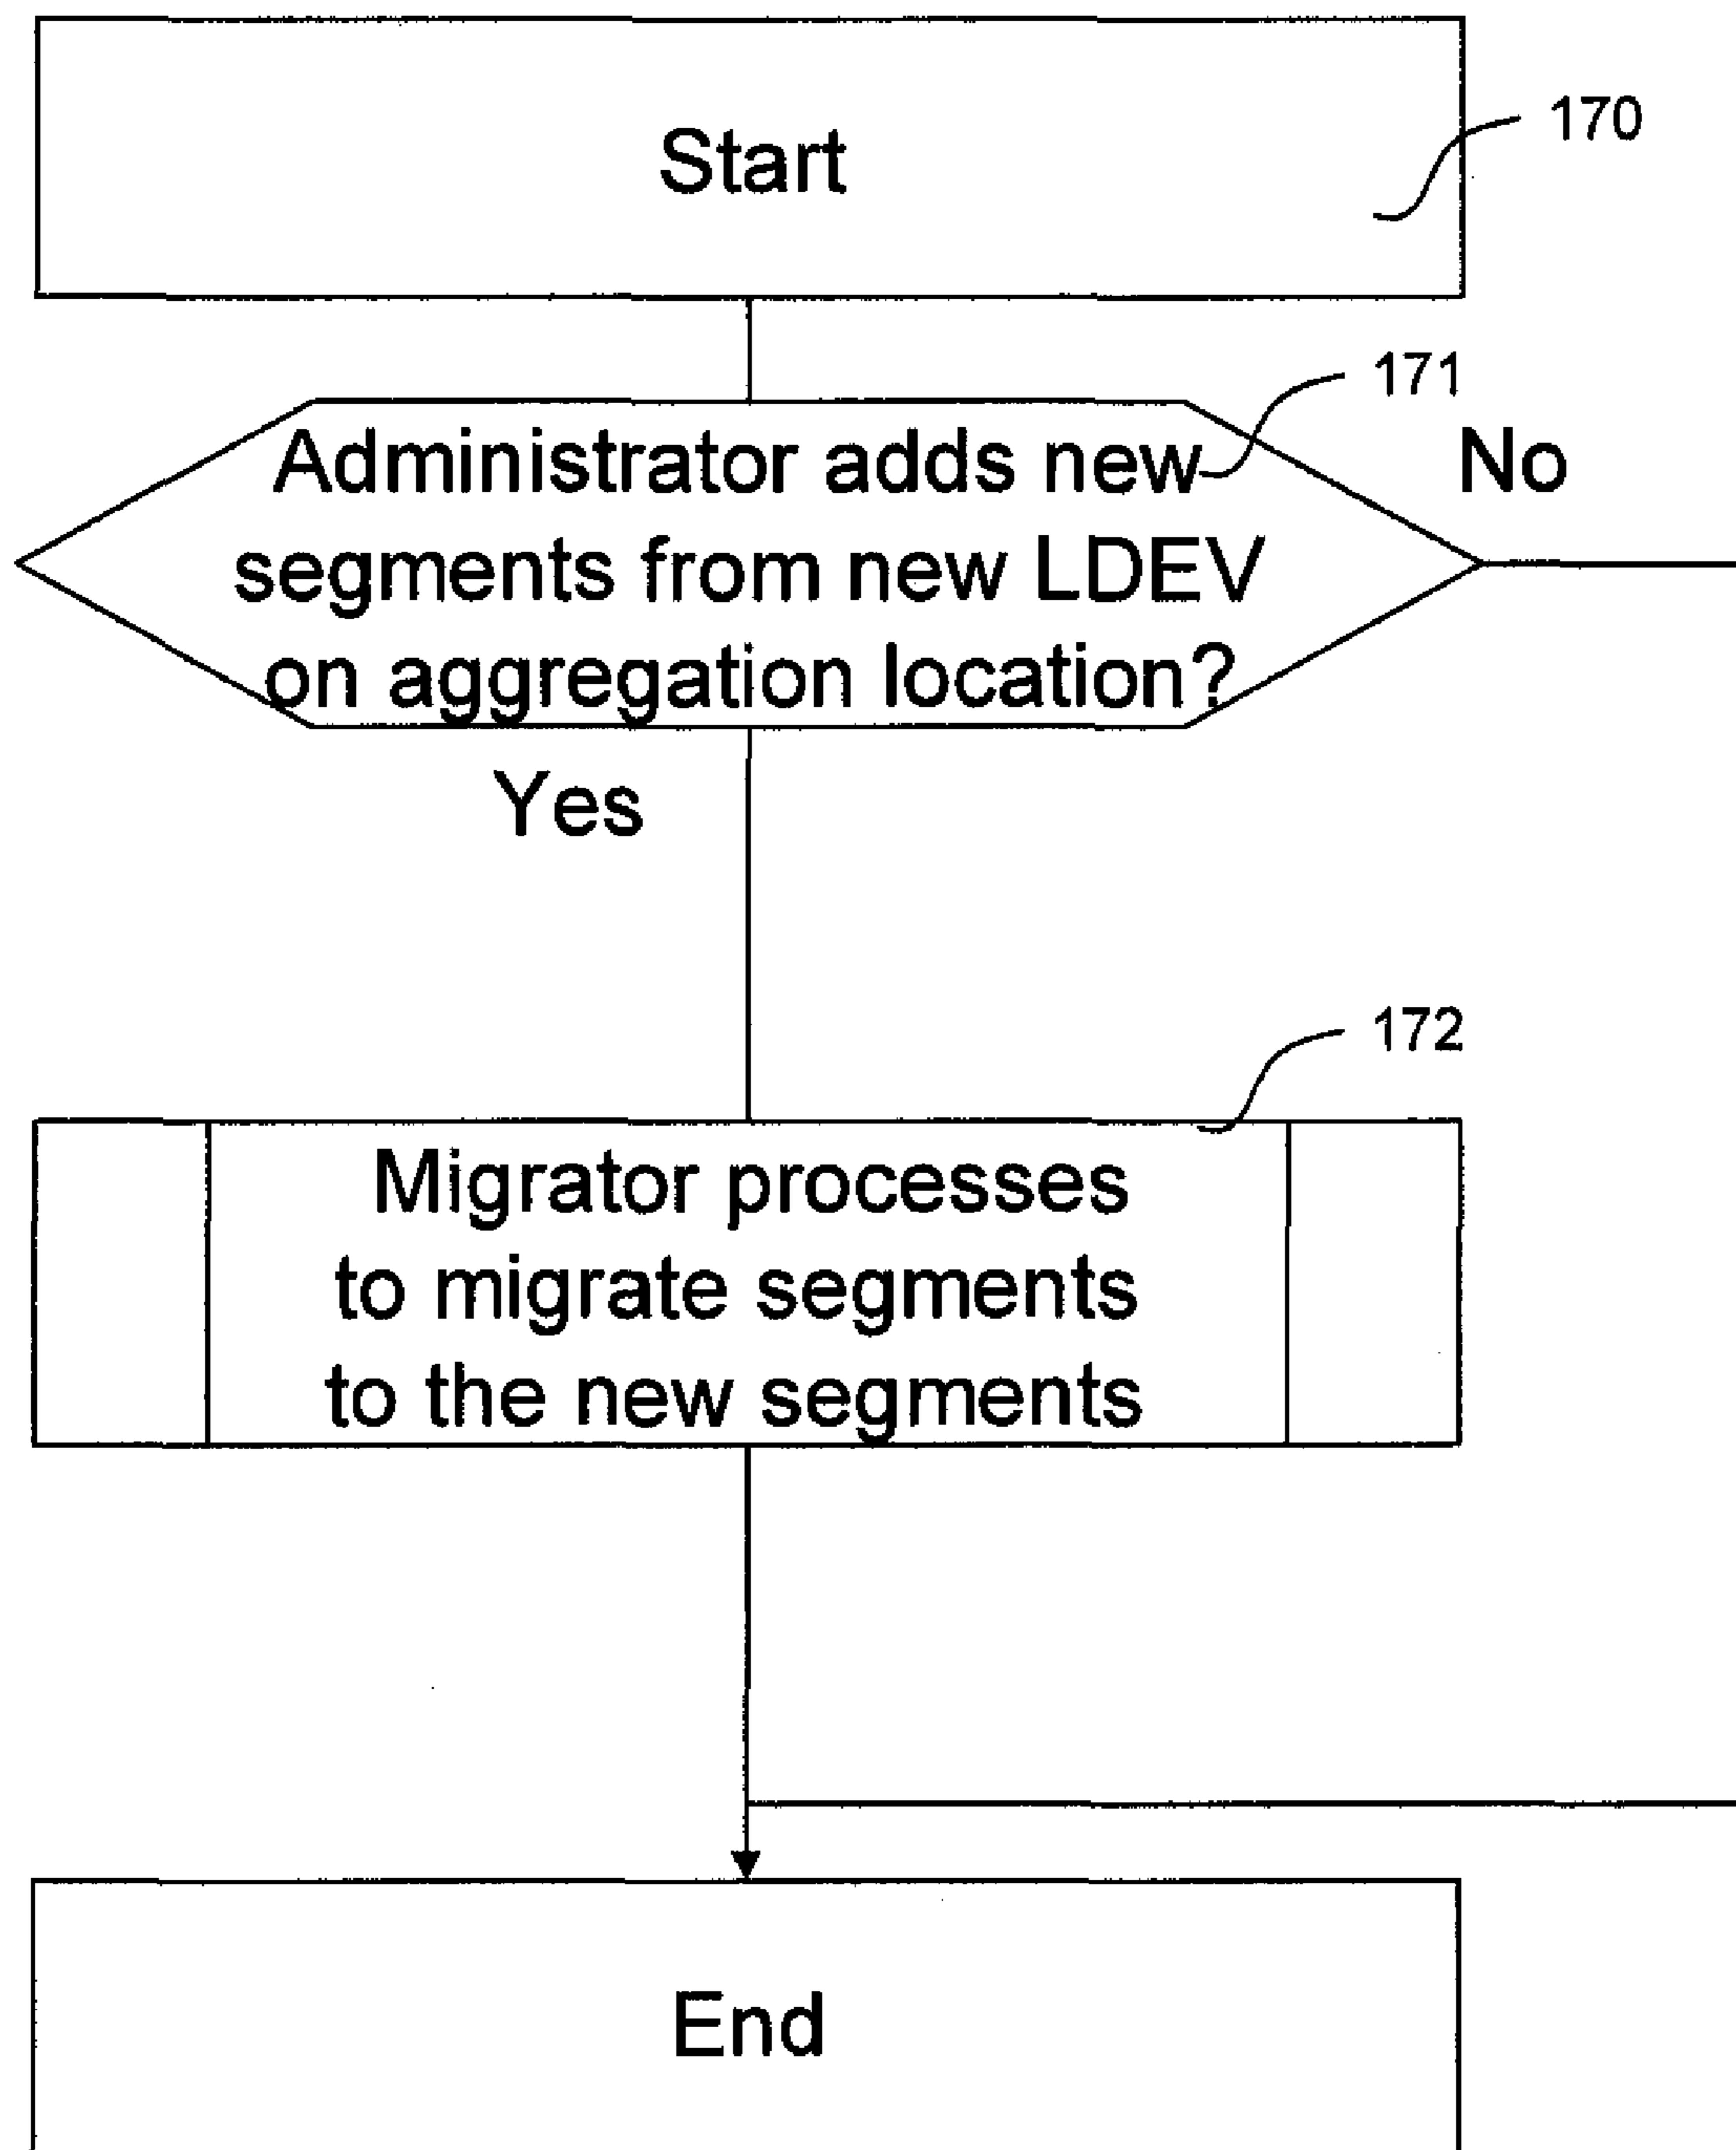 Start
170
171
Administrator adds new
segments from new LDEV
on aggregation location?
No
Yes
172
Migrator processes
to migrate segments
to the new segments
End